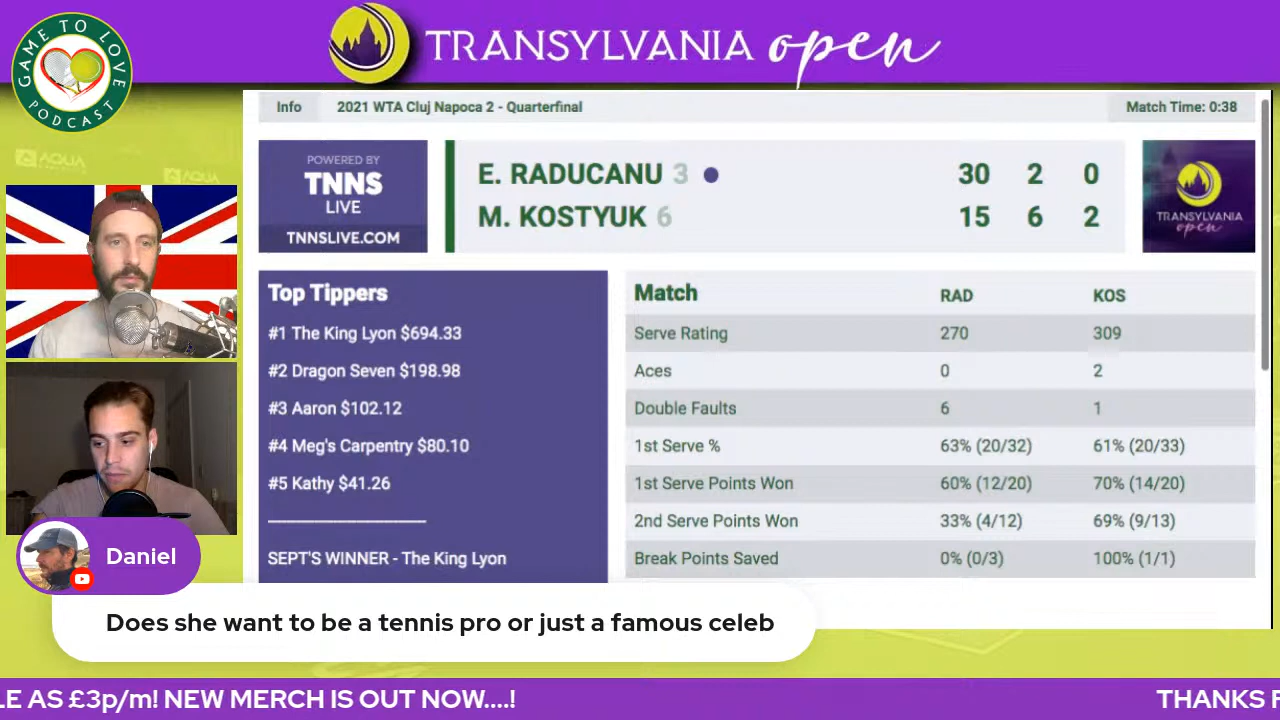 GAME TO LOVE
PODCAST
TRANSYLVANIA open
Info 2021 WTA Cluj Napoca 2 - Quarterfinal Match Time: 0:38
POWERED BY
TNNS
LIVE
TNNSLIVE.COM
E. RADUCANU 3 30 2 0
M. KOSTYUK 6 15 6 2
TRANSYLVANIA
open
Top Tippers
#1 The King Lyon $694.33
#2 Dragon Seven $198.98
#3 Aaron $102.12
#4 Meg's Carpentry $80.10
#5 Kathy $41.26
SEPT'S WINNER - The King Lyon
Match RAD KOS
Serve Rating 270 309
Aces 0 2
Double Faults 6 1
1st Serve % 63% (20/32) 61% (20/33)
1st Serve Points Won 60% (12/20) 70% (14/20)
2nd Serve Points Won 33% (4/12) 69% (9/13)
Break Points Saved 0% (0/3) 100% (1/1)
AQUA
AQUA
Daniel
Does she want to be a tennis pro or just a famous celeb
LE AS £3p/m! NEW MERCH IS OUT NOW....! THANKS F